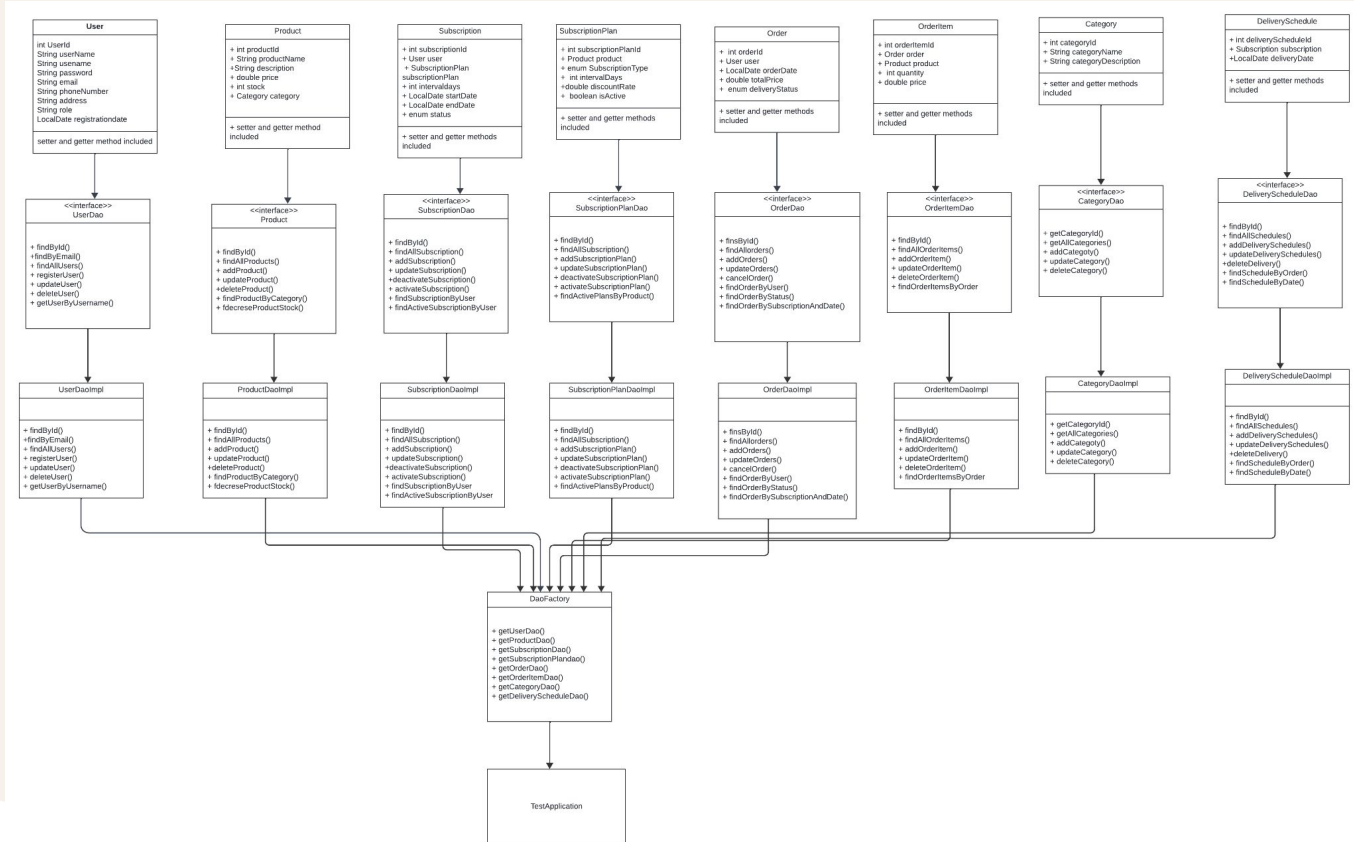 User
int UserId
String userName
String usename
String password
String email
String phoneNumber
String address
String role
LocalDate registrationdate
setter and getter method included
Product
+ int productId
+ String productName
+String description
+ double price
+ int stock
+ Category category
+ setter and getter method
included
Subscription
+ int subscriptionId
+ User user
+ SubscriptionPlan
subscriptionPlan
+ int intervaldays
+ LocalDate startDate
+ LocalDate endDate
+ enum status
+ setter and getter methods
included
SubscriptionPlan
+ int subscriptionPlanId
+ Product product
+ enum SubscriptionType
+ int intervalDays
+double discountRate
+ boolean isActive
+ setter and getter methods
included
Order
+ int orderId
+ User user
+ LocalDate orderDate
+ double totalPrice
+ enum deliveryStatus
+ setter and getter methods
included
OrderItem
+ int orderItemId
+ Order order
+ Product product
+ int quantity
+ double price
+ setter and getter methods
included
Category
+ int categoryId
+ String categoryName
+ String categoryDescription
+ setter and getter methods
included
DeliverySchedule
+ int deliveryScheduleId
+ Subscription subscription
+LocalDate deliveryDate
+ setter and getter methods
included
<<interface>>
UserDao
+ findById()
+findByEmail()
+ findAllUsers()
+ registerUser()
+ updateUser()
+ deleteUser()
+ getUserByUsername()
<<interface>>
Product
+ findById()
+ findAllProducts()
+ addProduct()
+ updateProduct()
+deleteProduct()
+ findProductByCategory()
+ fdecreseProductStock()
<<interface>>
SubscriptionDao
+ findById()
+ findAllSubscription()
+ addSubscription()
+ updateSubscription()
+deactivateSubscription()
+ activateSubscription()
+ findSubscriptionByUser
+ findActiveSubscriptionByUser
<<interface>>
SubscriptionPlanDao
+ findById()
+ findAllSubscription()
+ addSubscriptionPlan()
+ updateSubscriptionPlan()
+ deactivateSubscriptionPlan()
+ activateSubscriptionPlan()
+ findActivePlansByProduct()
<<interface>>
OrderDao
+ finsById()
+ findAllorders()
+ addOrders()
+ updateOrders()
+ cancelOrder()
+ findOrderByUser()
+ findOrderByStatus()
+ findOrderBySubscriptionAndDate()
<<interface>>
OrderItemDao
+ findById()
+ findAllOrderItems()
+ addOrderItem()
+ updateOrderItem()
+ deleteOrderItem()
+ findOrderItemsByOrder
<<interface>>
CategoryDao
+ getCategoryId()
+ getAllCategories()
+ addCategoty()
+ updateCategory()
+ deleteCategory()
<<interface>>
DeliveryScheduleDao
+ findById()
+ findAllSchedules()
+ addDeliverySchedules()
+ updateDeliverySchedules()
+deleteDelivery()
+ findScheduleByOrder()
+ findScheduleByDate()
UserDaoImpl
+ findById()
+findByEmail()
+ findAllUsers()
+ registerUser()
+ updateUser()
+ deleteUser()
+ getUserByUsername()
ProductDaoImpl
+ findById()
+ findAllProducts()
+ addProduct()
+ updateProduct()
+deleteProduct()
+ findProductByCategory()
+ fdecreseProductStock()
SubscriptionDaoImpl
+ findById()
+ findAllSubscription()
+ addSubscription()
+ updateSubscription()
+deactivateSubscription()
+ activateSubscription()
+ findSubscriptionByUser
+ findActiveSubscriptionByUser
SubscriptionPlanDaoImpl
+ findById()
+ findAllSubscription()
+ addSubscriptionPlan()
+ updateSubscriptionPlan()
+ deactivateSubscriptionPlan()
+ activateSubscriptionPlan()
+ findActivePlansByProduct()
OrderDaoImpl
+ finsById()
+ findAllorders()
+ addOrders()
+ updateOrders()
+ cancelOrder()
+ findOrderByUser()
+ findOrderByStatus()
+ findOrderBySubscriptionAndDate()
OrderItemDaoImpl
+ findById()
+ findAllOrderItems()
+ addOrderItem()
+ updateOrderItem()
+ deleteOrderItem()
+ findOrderItemsByOrder
CategoryDaoImpl
+ getCategoryId()
+ getAllCategories()
+ addCategoty()
+ updateCategory()
+ deleteCategory()
DeliveryScheduleDaoImpl
+ findById()
+ findAllSchedules()
+ addDeliverySchedules()
+ updateDeliverySchedules()
+deleteDelivery()
+ findScheduleByOrder()
+ findScheduleByDate()
DaoFactory
+ getUserDao()
+ getProductDao()
+ getSubscriptionDao()
+ getSubscriptionPlandao()
+ getOrderDao()
+ getOrderItemDao()
+ getCategoryDao()
+ getDeliveryScheduleDao()
TestApplication